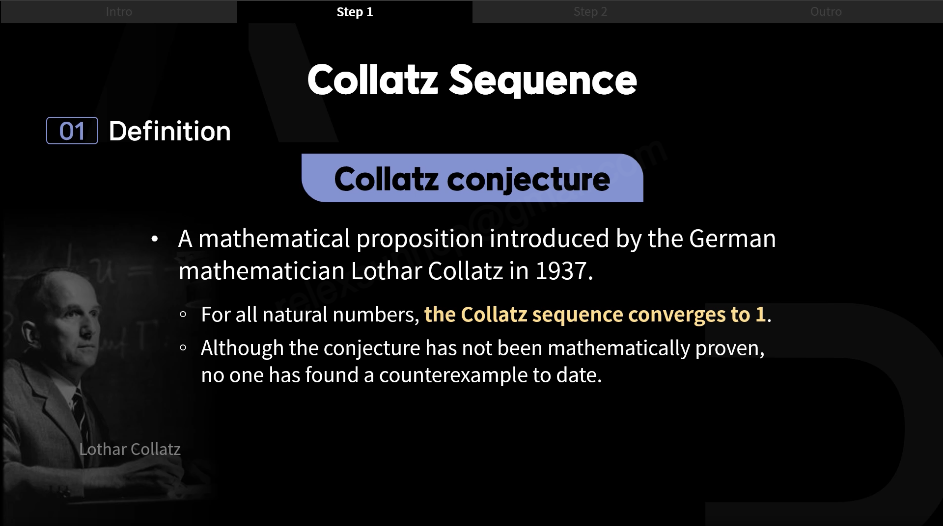 Intro
Step 1
Step 2
Outro
Collatz Sequence
01 Definition
Collatz conjecture
• A mathematical proposition introduced by the German
mathematician Lothar Collatz in 1937.
◦ For all natural numbers, the Collatz sequence converges to 1.
◦ Although the conjecture has not been mathematically proven,
no one has found a counterexample to date.
Lothar Collatz